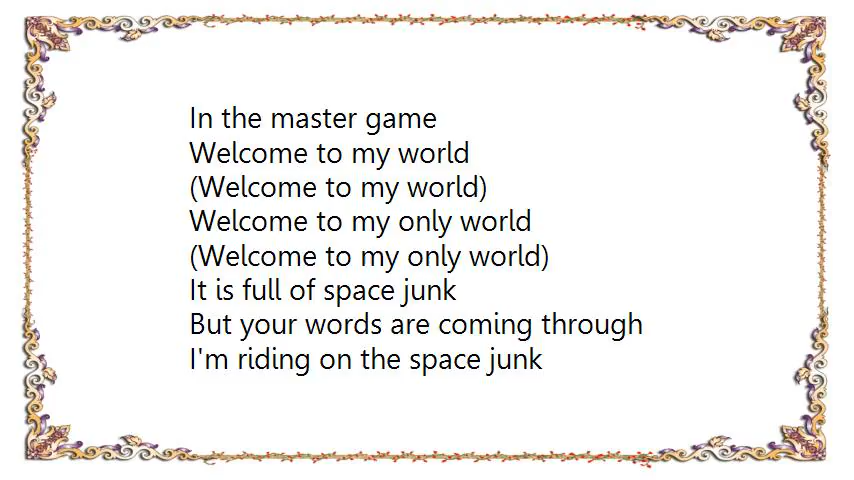 In the master game
Welcome to my world
(Welcome to my world)
Welcome to my only world
(Welcome to my only world)
It is full of space junk
But your words are coming through
I'm riding on the space junk